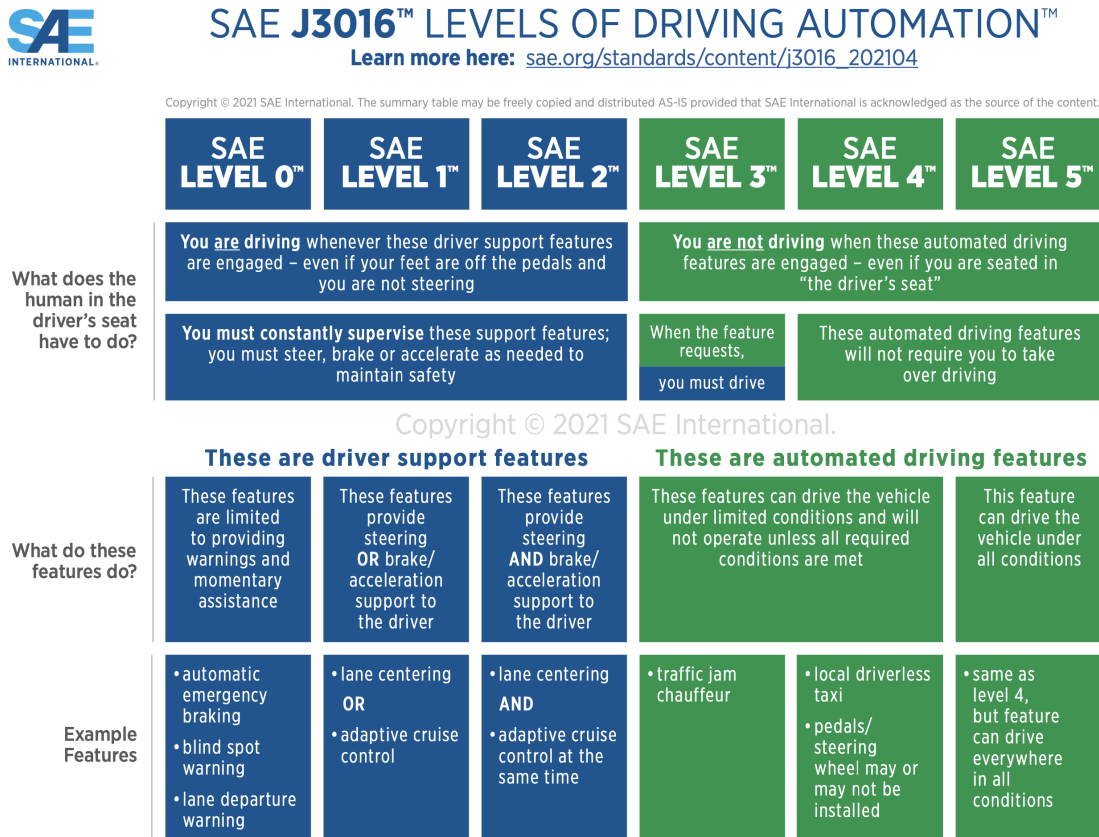 SAE
INTERNATIONAL®
SAE J3016™ LEVELS OF DRIVING AUTOMATION™
Learn more here: sae.org/standards/content/j3016_202104
Copyright © 2021 SAE International. The summary table may be freely copied and distributed AS-IS provided that SAE International is acknowledged as the source of the content.
SAE
LEVEL 0™
SAE
LEVEL 1™
SAE
LEVEL 2™
SAE
LEVEL 3™
SAE
LEVEL 4™
SAE
LEVEL 5™
What does the
human in the
driver's seat
have to do?
You are driving whenever these driver support features
are engaged – even if your feet are off the pedals and
you are not steering
You are not driving when these automated driving
features are engaged – even if you are seated in
“the driver's seat”
You must constantly supervise these support features;
you must steer, brake or accelerate as needed to
maintain safety
When the feature
requests,
you must drive
These automated driving features
will not require you to take
over driving
Copyright © 2021 SAE International.
These are driver support features
These are automated driving features
What do these
features do?
These features
are limited
to providing
warnings and
momentary
assistance
These features
provide
steering
OR brake/
acceleration
support to
the driver
These features
provide
steering
AND brake/
acceleration
support to
the driver
These features can drive the vehicle
under limited conditions and will
not operate unless all required
conditions are met
This feature
can drive the
vehicle under
all conditions
Example
Features
• automatic
emergency
braking
• blind spot
warning
• lane departure
warning
• lane centering
OR
• adaptive cruise
control
• lane centering
AND
• adaptive cruise
control at the
same time
• traffic jam
chauffeur
• local driverless
taxi
• pedals/
steering
wheel may or
may not be
installed
• same as
level 4,
but feature
can drive
everywhere
in all
conditions